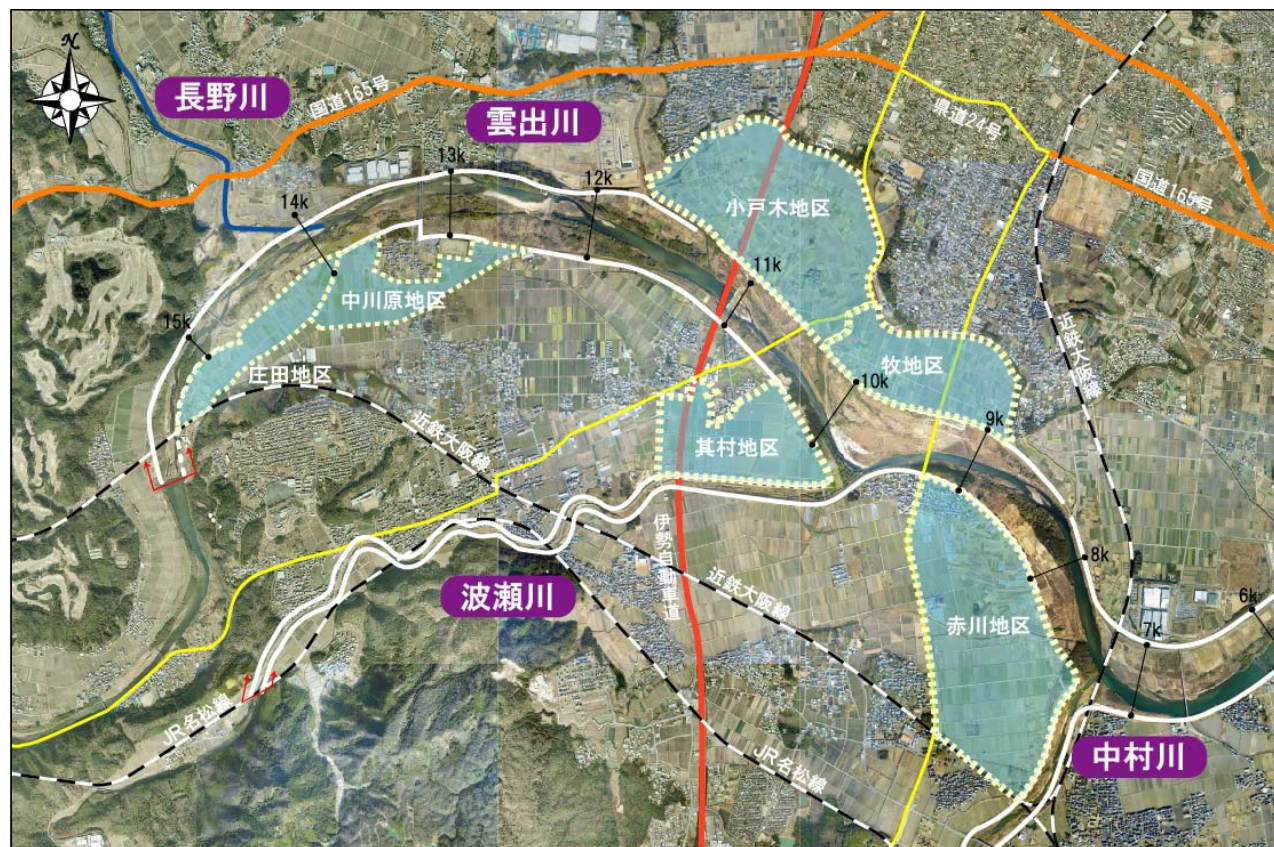 N
長野川
国道165号
雲出川
県道24号
国道165号
13k
12k
14k
小戸木地区
11k
中川原地区
15k
近鉄大阪線
庄田地区
牧地区
10k
9k
近鉄大阪線
其村地区
伊勢自動車道
8k
波瀬川
近鉄大阪線
6k
赤川地区
7k
JR名松線
JR名松線
中村川